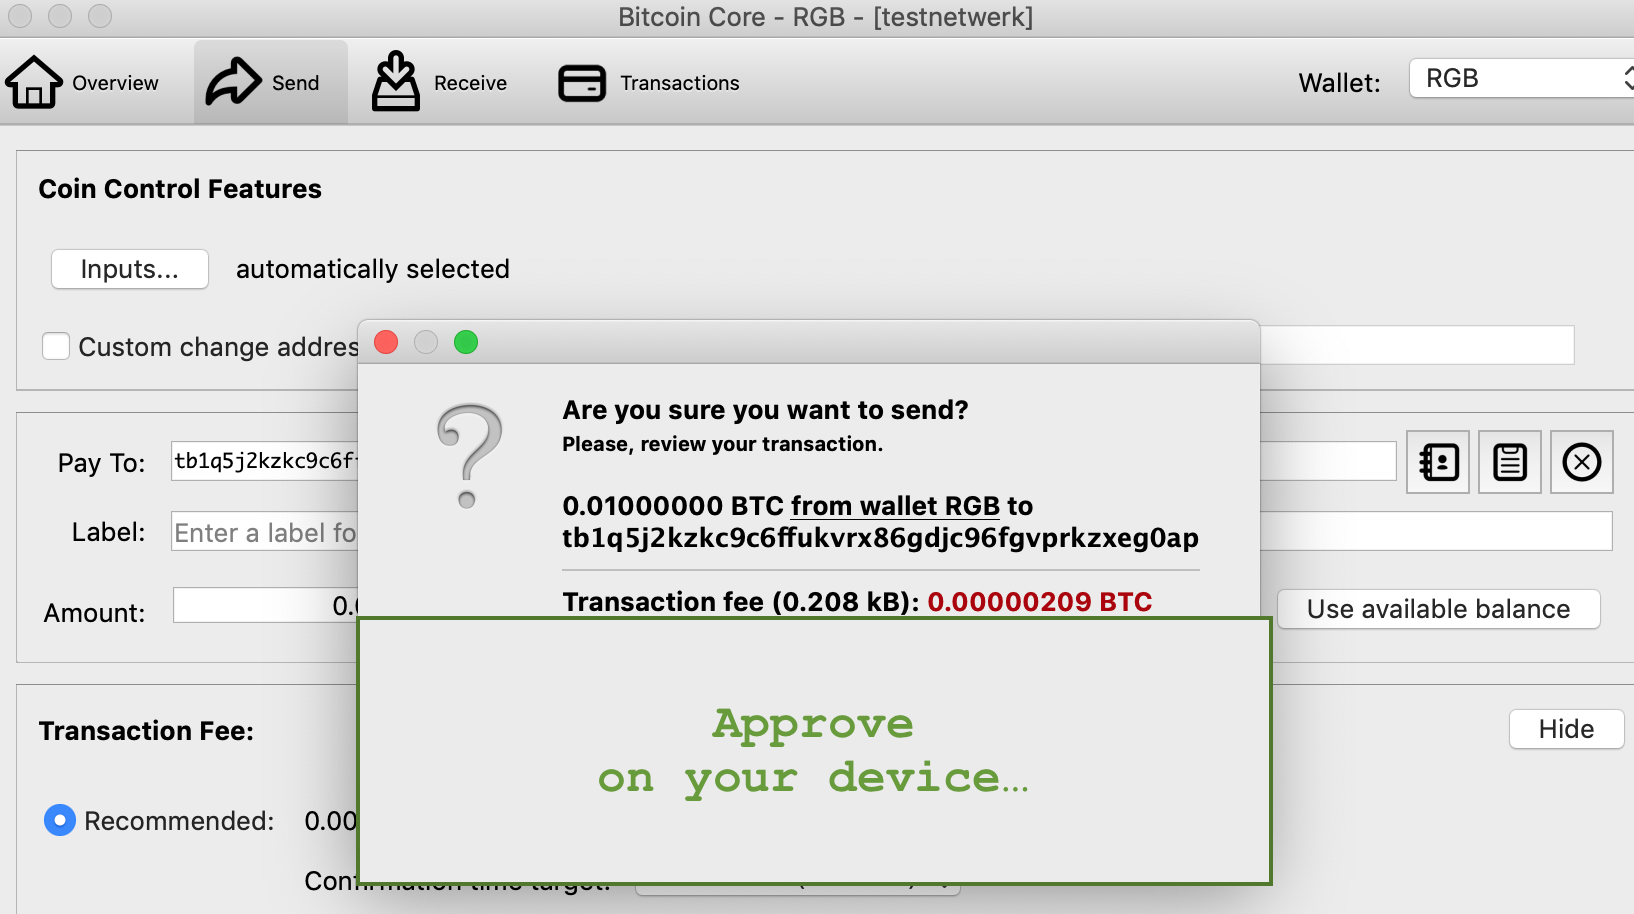 Bitcoin Core - RGB - [testnetwerk]
Overview
Send
Receive
Transactions
Wallet:
RGB
Coin Control Features
Inputs...
automatically selected
Custom change addres
Are you sure you want to send?
Please, review your transaction.
0.01000000 BTC from wallet RGB to
tb1q5j2kzkc9c6ffukvrx86gdjc96fgvprkzxeg0ap
Transaction fee (0.208 kB): 0.00000209 BTC
Approve
on your device…
Pay To:
tb1q5j2kzkc9c6f
Label:
Enter a label fo
Amount:
0.
Use available balance
Transaction Fee:
Hide
Recommended:
0.00
Confirmation time target: